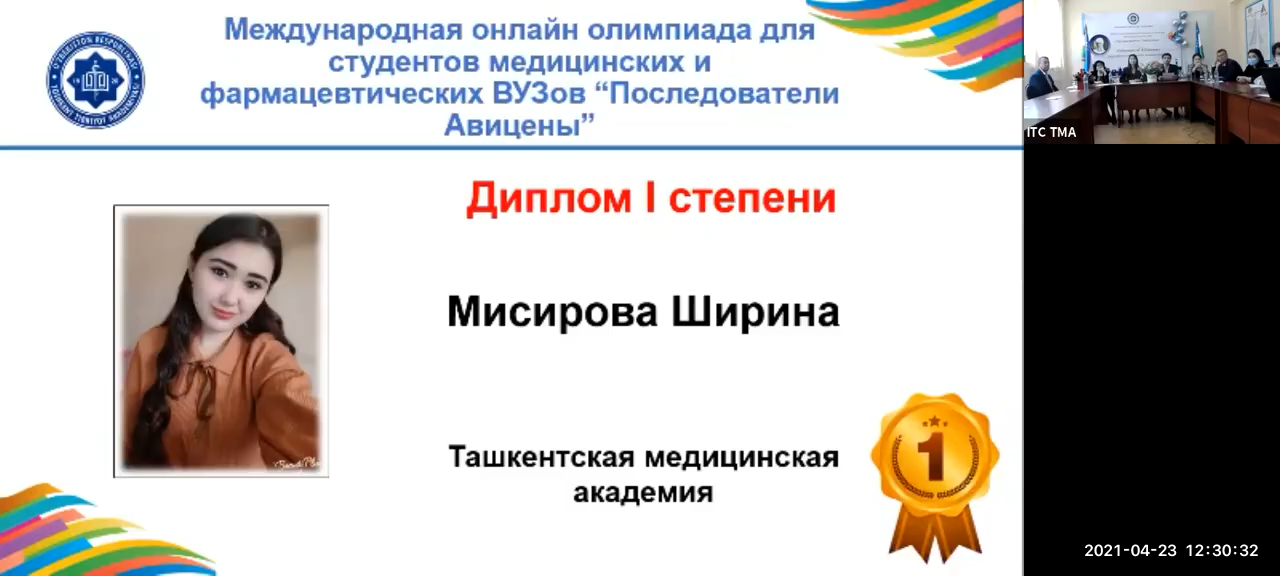 Международная онлайн олимпиада для
студентов медицинских и
фармацевтических ВУЗов “Последователи
Авицены”
Диплом I степени
Мисирова Ширина
Ташкентская медицинская
академия
1
ITC TMA
2021-04-23 12:30:32